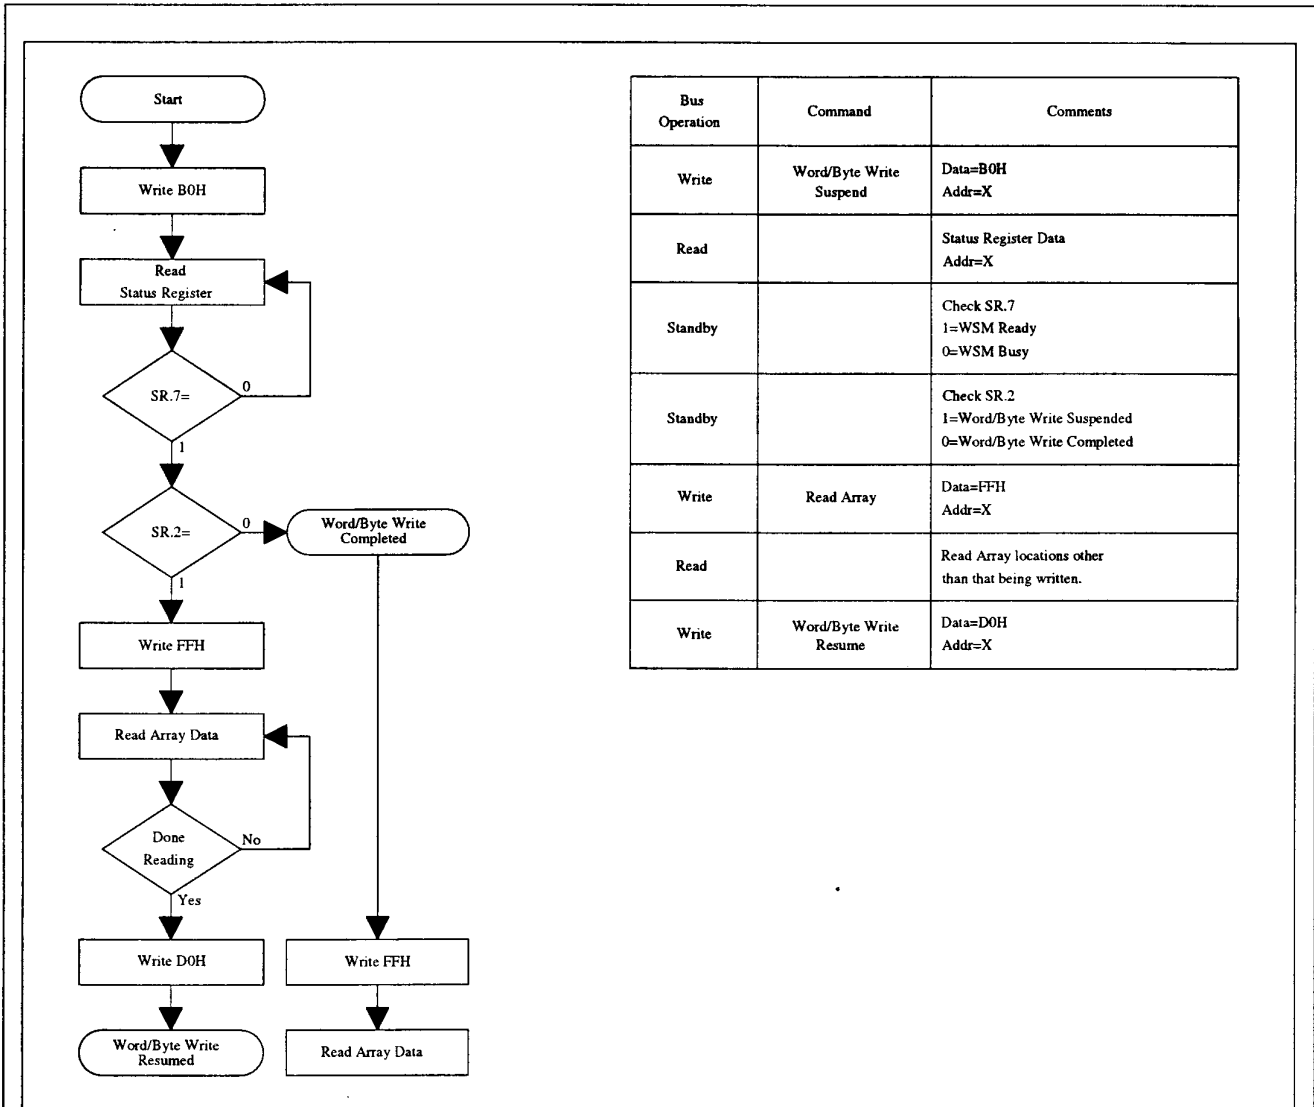 Start
Write B0H
Read
Status Register
SR.7=
0
1
SR.2=
0
Word/Byte Write
Completed
1
Write FFH
Read Array Data
Done
Reading
No
Yes
Write D0H
Write FFH
Word/Byte Write
Resumed
Read Array Data
Bus
Operation
Command
Comments
Write
Word/Byte Write
Suspend
Data=B0H
Addr=X
Read
Status Register Data
Addr=X
Standby
Check SR.7
1=WSM Ready
0=WSM Busy
Standby
Check SR.2
1=Word/Byte Write Suspended
0=Word/Byte Write Completed
Write
Read Array
Data=FFH
Addr=X
Read
Read Array locations other
than that being written.
Write
Word/Byte Write
Resume
Data=D0H
Addr=X